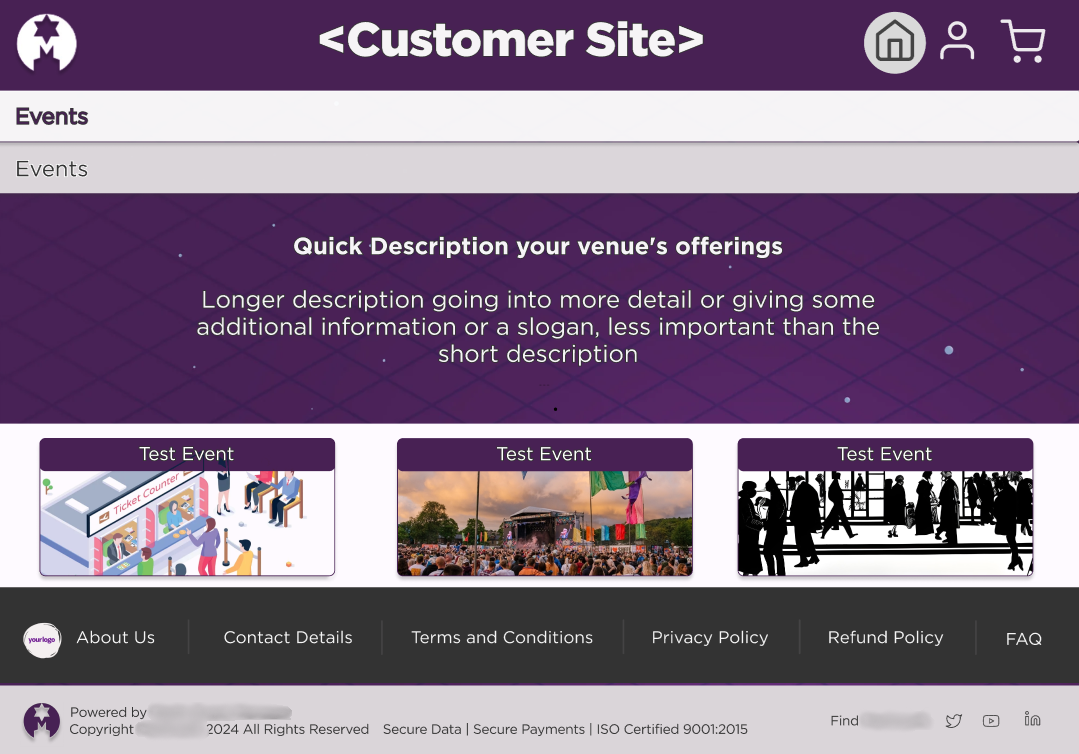 <Customer Site>
Events
Events
Quick Description your venue's offerings
Longer description going into more detail or giving some
additional information or a slogan, less important than the
short description
Test Event
Test Event
Test Event
Ticket Counter
yourlogo
About Us
Contact Details
Terms and Conditions
Privacy Policy
Refund Policy
FAQ
Powered by
Copyright 2024 All Rights Reserved
Secure Data | Secure Payments | ISO Certified 9001:2015
Find